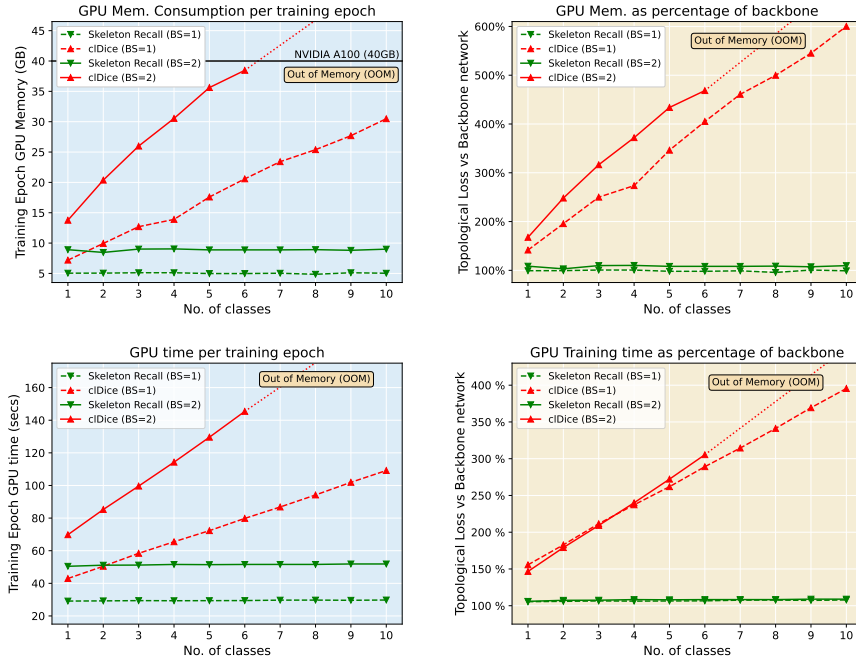 GPU Mem. Consumption per training epoch
Training Epoch GPU Memory (GB)
45
40
35
30
25
20
15
10
5
Skeleton Recall (BS=1)
clDice (BS=1)
Skeleton Recall (BS=2)
clDice (BS=2)
NVIDIA A100 (40GB)
Out of Memory (OOM)
1 2 3 4 5 6 7 8 9 10
No. of classes
GPU Mem. as percentage of backbone
Topological Loss vs Backbone network
600%
500%
400%
300%
200%
100%
Skeleton Recall (BS=1)
clDice (BS=1)
Skeleton Recall (BS=2)
clDice (BS=2)
Out of Memory (OOM)
1 2 3 4 5 6 7 8 9 10
No. of classes
GPU time per training epoch
Training Epoch GPU time (secs)
160
140
120
100
80
60
40
20
Skeleton Recall (BS=1)
clDice (BS=1)
Skeleton Recall (BS=2)
clDice (BS=2)
Out of Memory (OOM)
1 2 3 4 5 6 7 8 9 10
No. of classes
GPU Training time as percentage of backbone
Topological Loss vs Backbone network
400 %
350 %
300 %
250 %
200 %
150 %
100 %
Skeleton Recall (BS=1)
clDice (BS=1)
Skeleton Recall (BS=2)
clDice (BS=2)
Out of Memory (OOM)
1 2 3 4 5 6 7 8 9 10
No. of classes